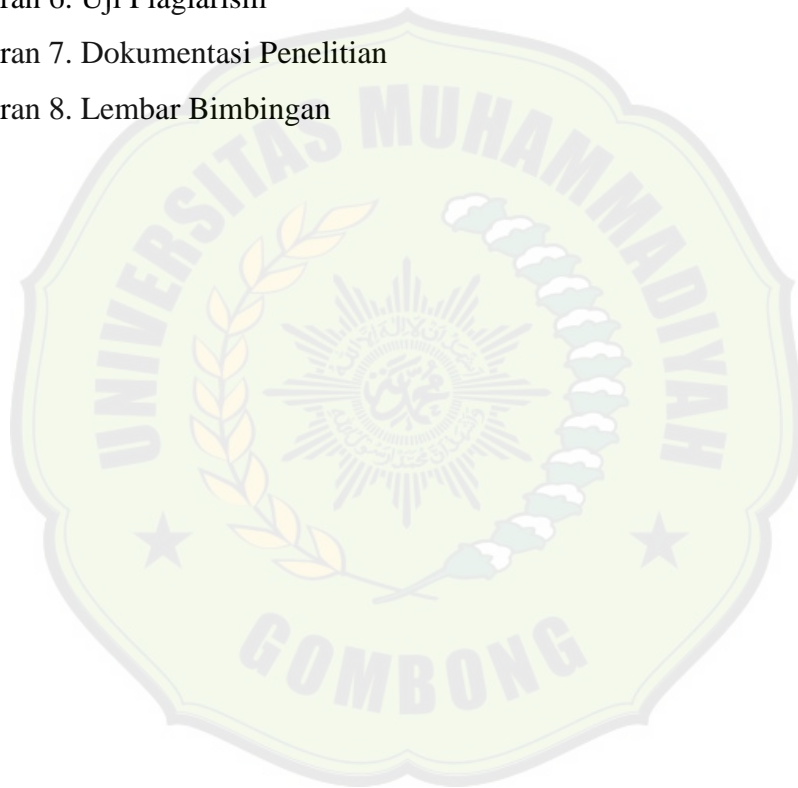 ran 6. Uji Plagiarism
ran 7. Dokumentasi Penelitian
ran 8. Lembar Bimbingan
UNIVERSITAS MUHAMMADIYAH
GOMBONG